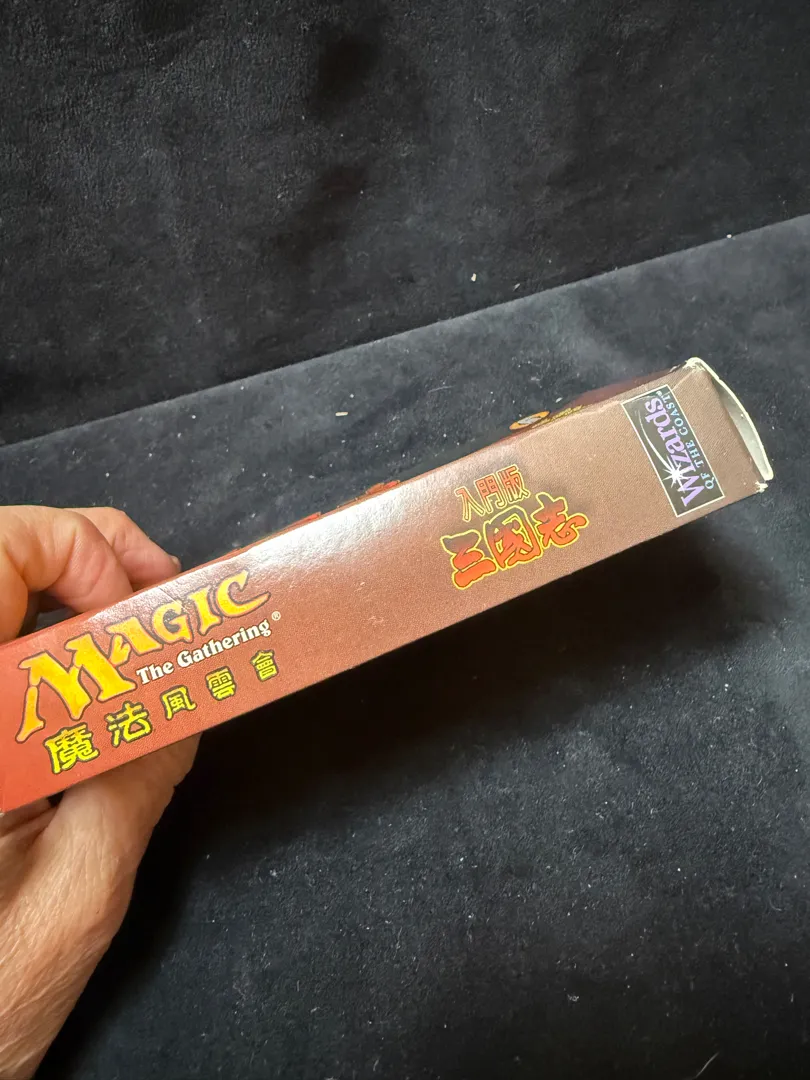 MAGIC
The Gathering®
魔法風雲會
入門版
三國志
Wizards
OF THE COAST®